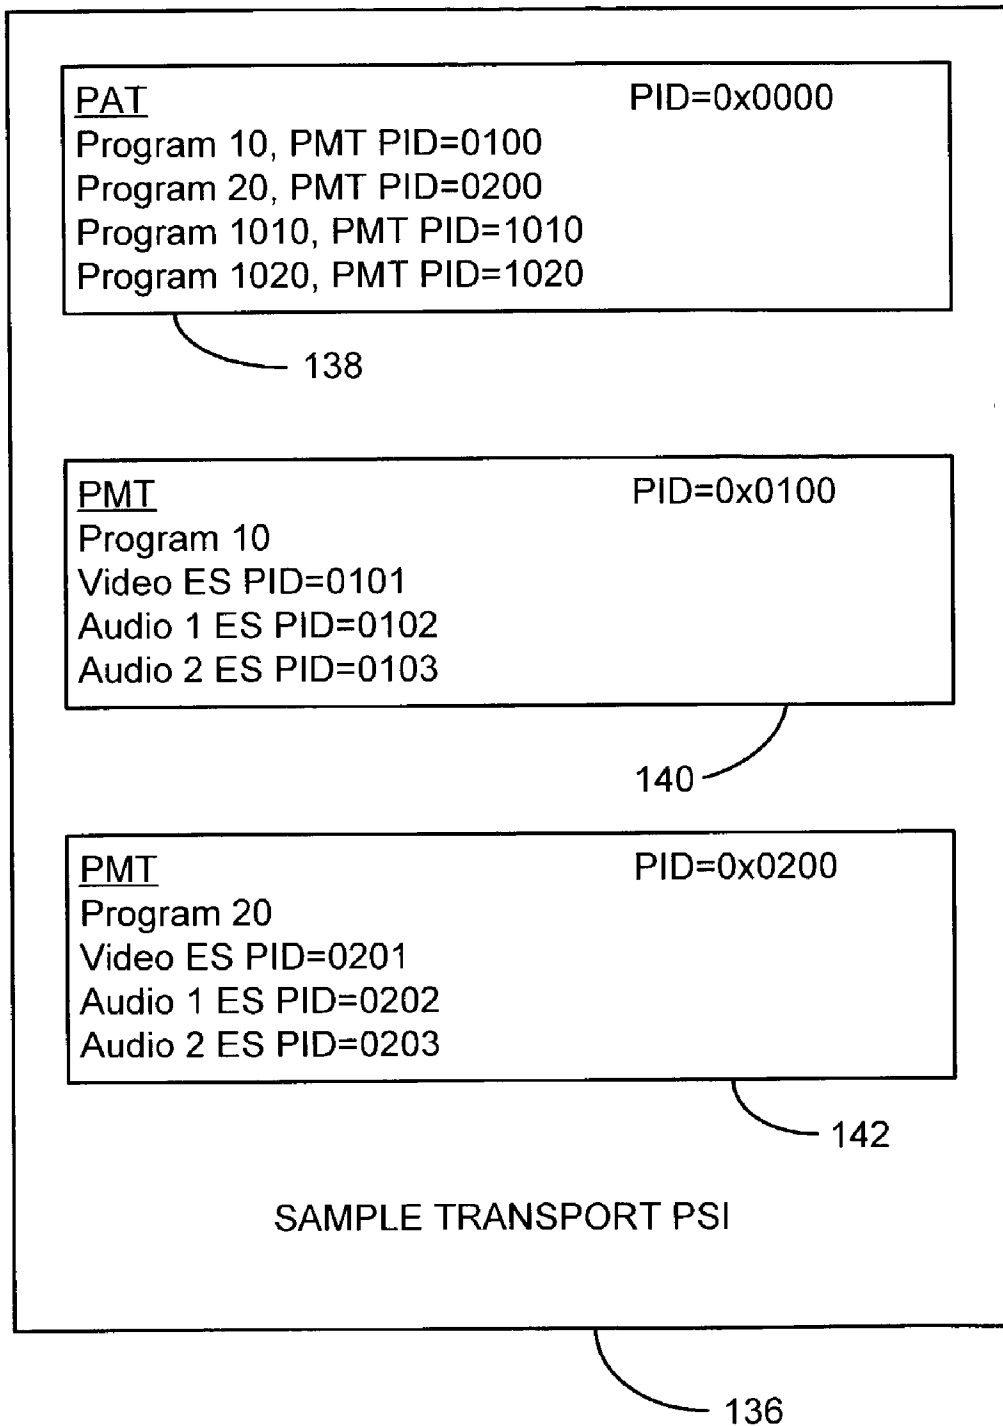 PAT PID=0x0000
Program 10, PMT PID=0100
Program 20, PMT PID=0200
Program 1010, PMT PID=1010
Program 1020, PMT PID=1020
138
PMT PID=0x0100
Program 10
Video ES PID=0101
Audio 1 ES PID=0102
Audio 2 ES PID=0103
140
PMT PID=0x0200
Program 20
Video ES PID=0201
Audio 1 ES PID=0202
Audio 2 ES PID=0203
142
SAMPLE TRANSPORT PSI
136